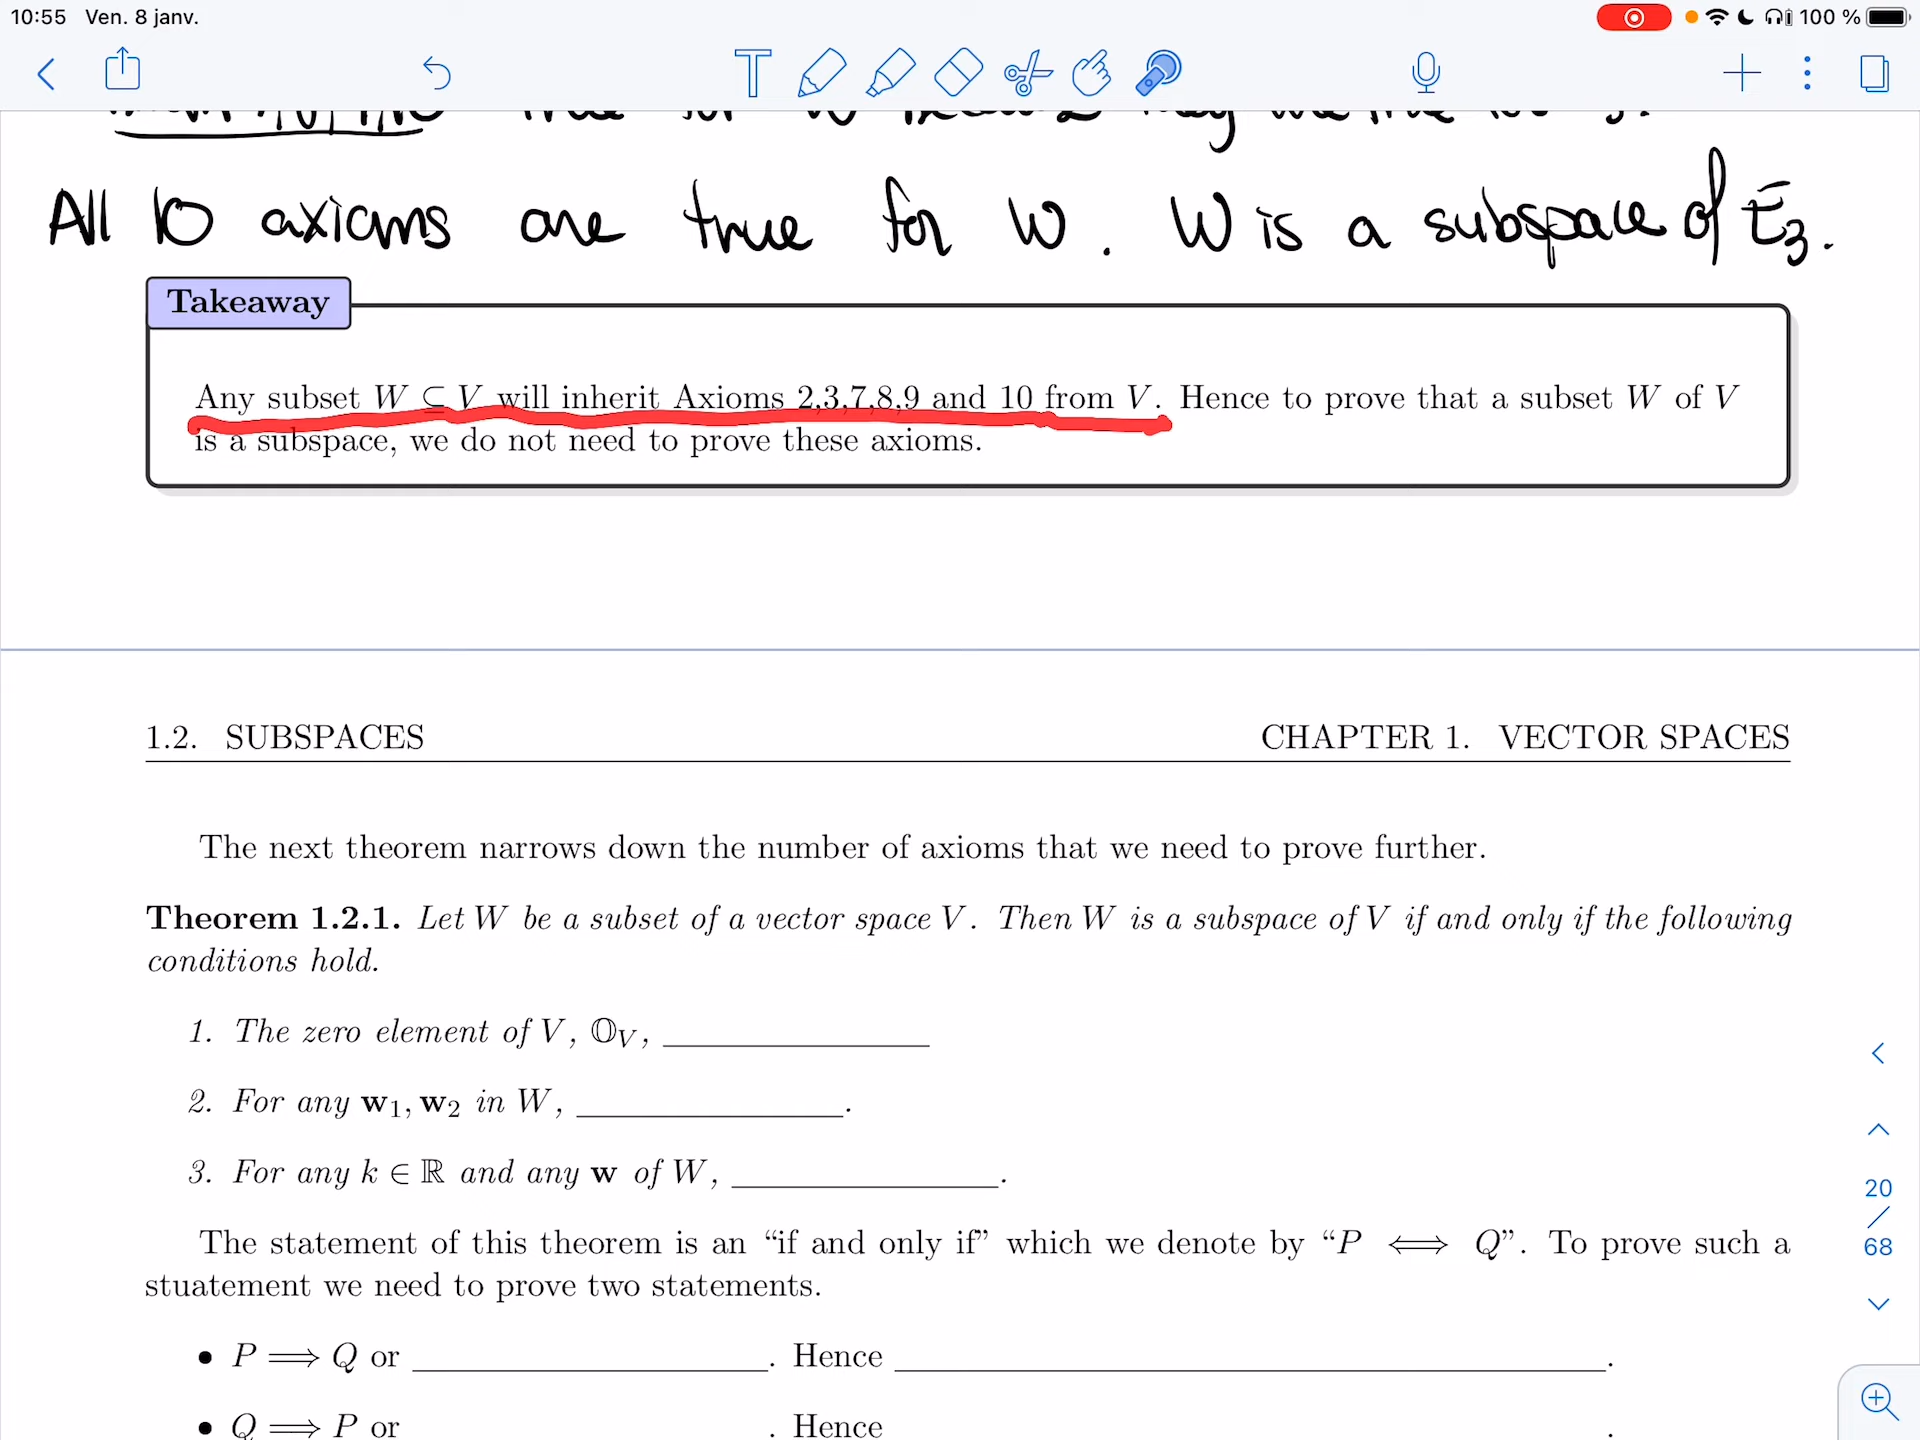 10:55 Ven. 8 janv.
100 %
true for W because they are true for
All 10 axioms are true for W. W is a subspace of E3.
Takeaway
Any subset W ⊆ V will inherit Axioms 2,3,7,8,9 and 10 from V. Hence to prove that a subset W of V
is a subspace, we do not need to prove these axioms.
1.2. SUBSPACES CHAPTER 1. VECTOR SPACES
The next theorem narrows down the number of axioms that we need to prove further.
Theorem 1.2.1. Let W be a subset of a vector space V. Then W is a subspace of V if and only if the following
conditions hold.
1. The zero element of V, 𝕆V, ______________
2. For any w1, w2 in W, ______________.
3. For any k ∈ ℝ and any w of W, ______________.
The statement of this theorem is an “if and only if” which we denote by “P ⟺ Q”. To prove such a
stuatement we need to prove two statements.
• P ⟹ Q or ______________. Hence ______________.
• Q ⟹ P or . Hence .
20
/
68